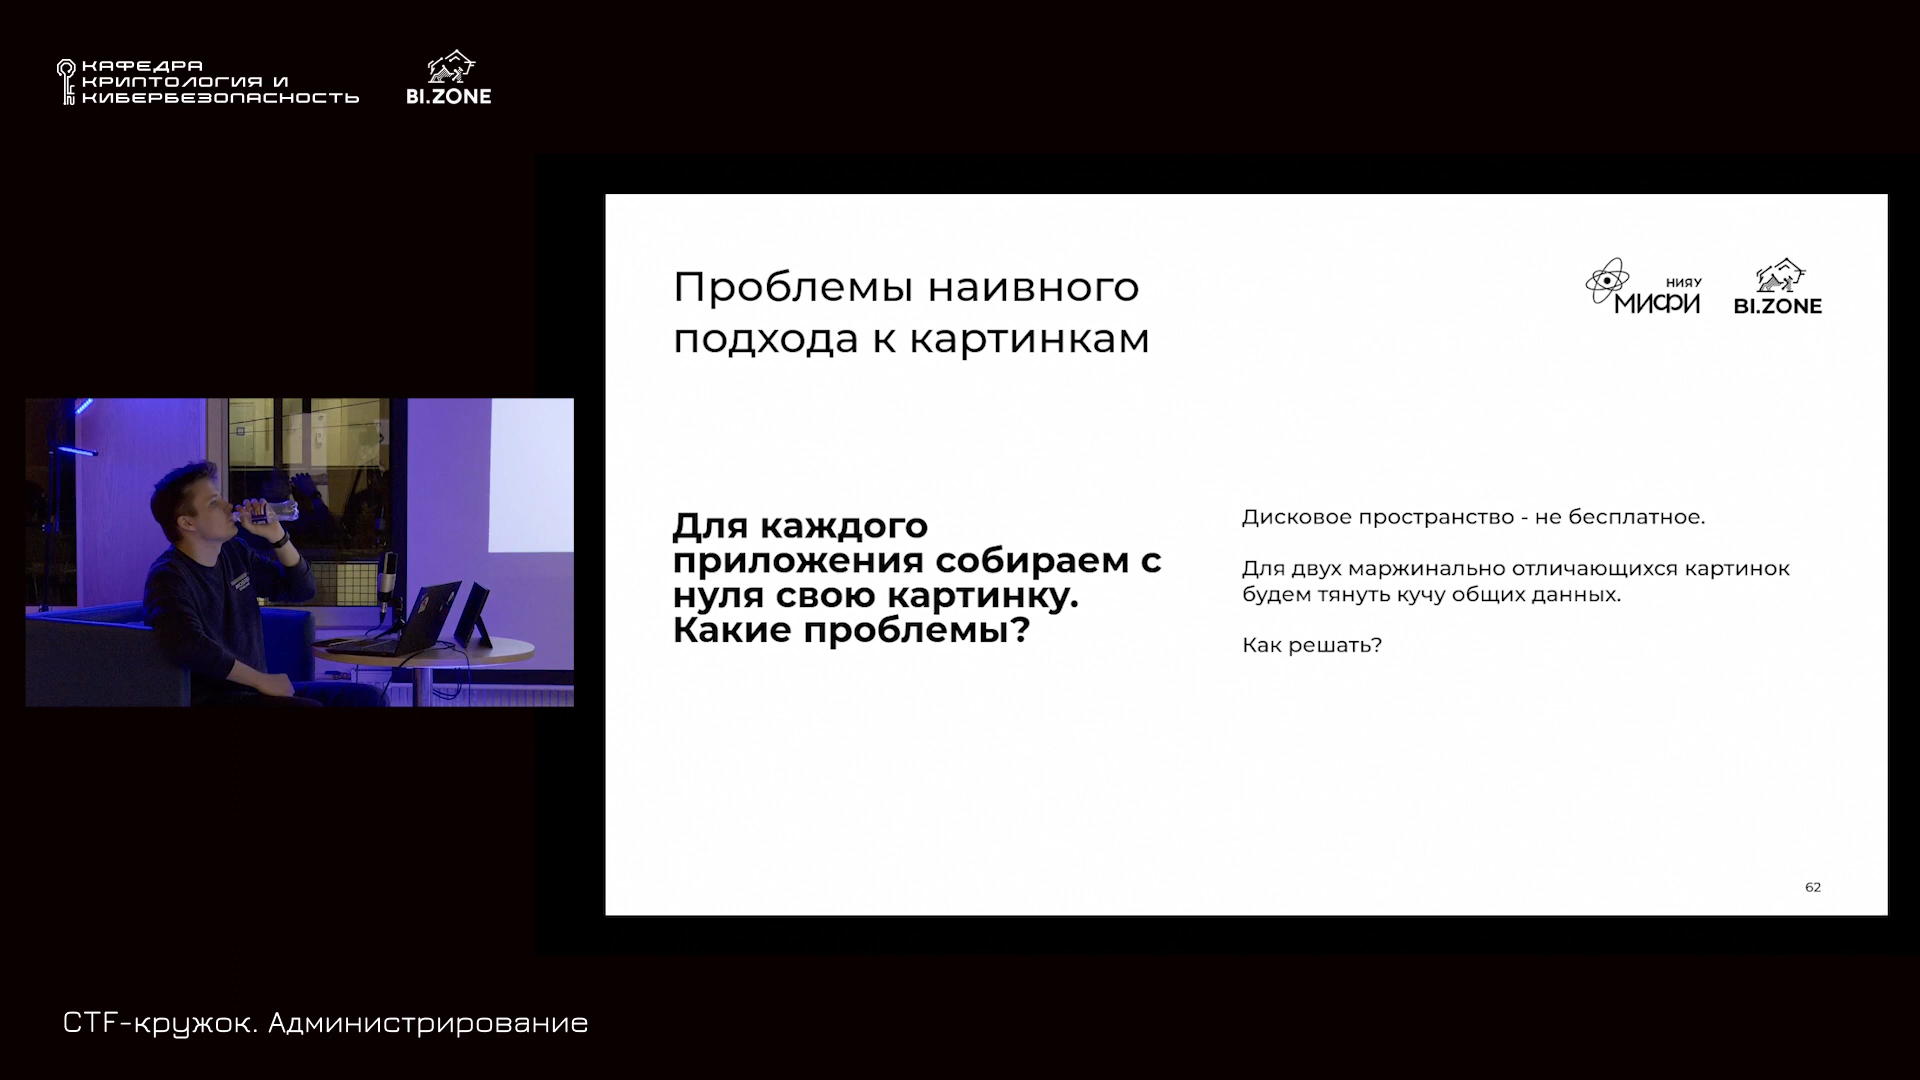 КАФЕДРА
КРИПТОЛОГИЯ И
КИБЕРБЕЗОПАСНОСТЬ
BI.ZONE
Проблемы наивного
подхода к картинкам
НИЯУ
МИФИ
BI.ZONE
Для каждого
приложения собираем с
нуля свою картинку.
Какие проблемы?
Дисковое пространство - не бесплатное.
Для двух маржинально отличающихся картинок
будем тянуть кучу общих данных.
Как решать?
62
CTF-кружок. Администрирование